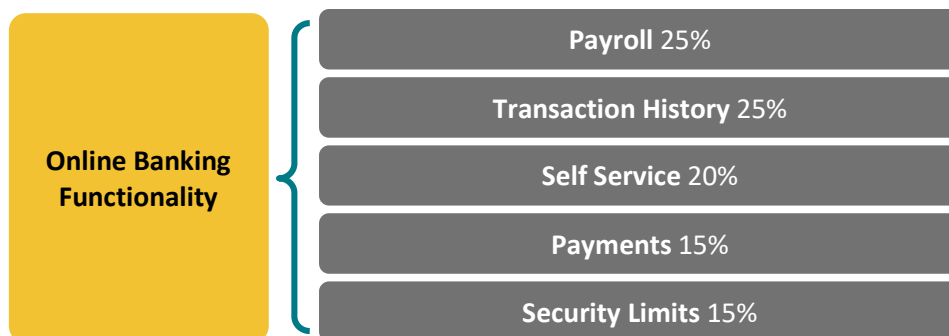 Online Banking
Functionality
Payroll 25%
Transaction History 25%
Self Service 20%
Payments 15%
Security Limits 15%